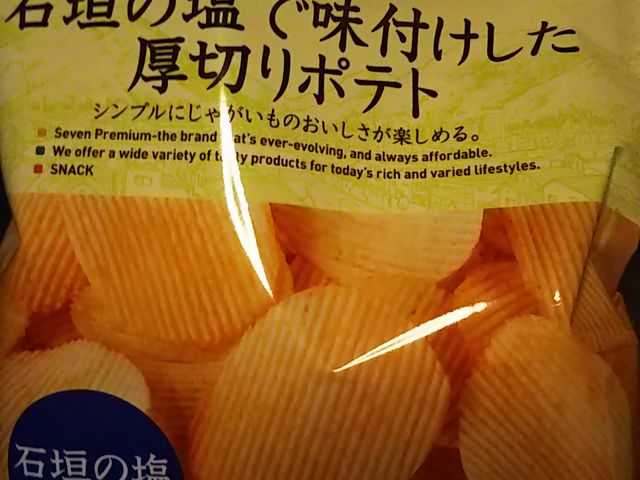 石垣の塩で味付けした
厚切りポテト
シンプルにじゃがいものおいしさが楽しめる。
Seven Premium-the brand that's ever-evolving, and always affordable.
We offer a wide variety of tasty products for today's rich and varied lifestyles.
SNACK
石垣の塩